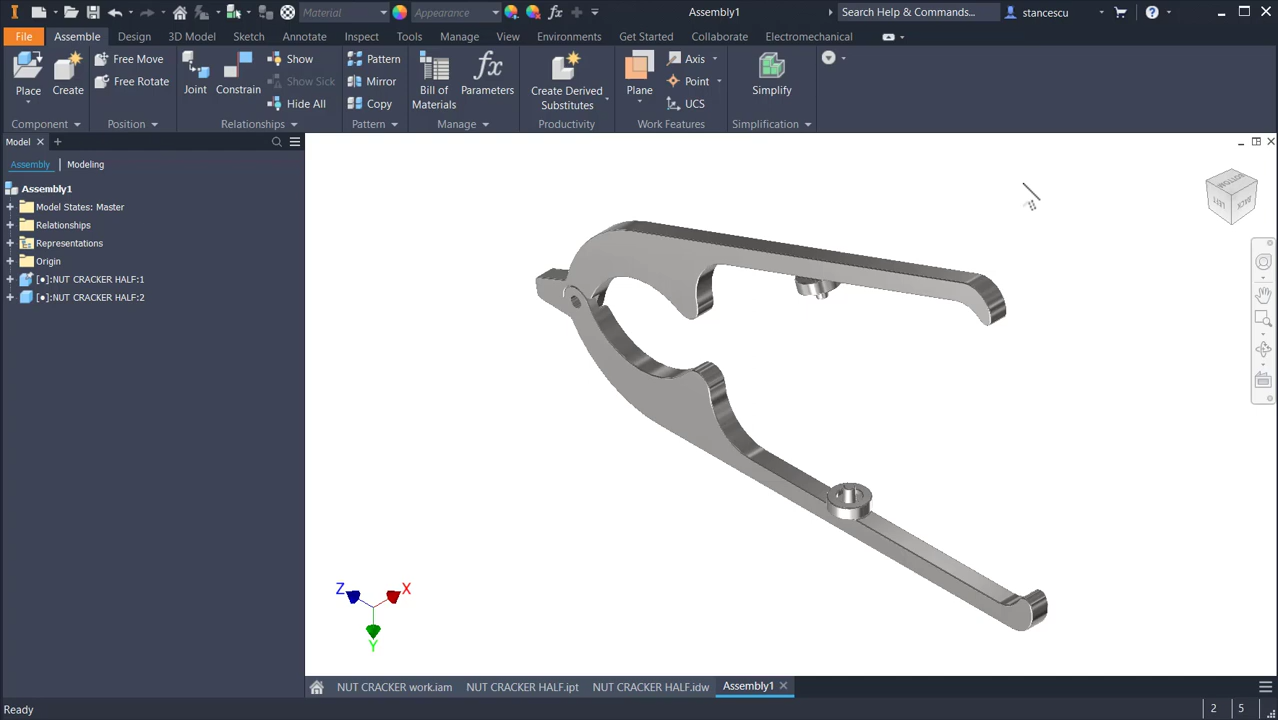 Material
Appearance
Assembly1
Search Help & Commands...
stancescu
File
Assemble
Design
3D Model
Sketch
Annotate
Inspect
Tools
Manage
View
Environments
Get Started
Collaborate
Electromechanical
Place
Create
Free Move
Free Rotate
Joint
Constrain
Show
Show Sick
Hide All
Pattern
Mirror
Copy
Bill of Materials
Parameters
Create Derived Substitutes
Plane
Axis
Point
UCS
Simplify
Component
Position
Relationships
Pattern
Manage
Productivity
Work Features
Simplification
Model
Assembly
Modeling
Assembly1
Model States: Master
Relationships
Representations
Origin
[●]:NUT CRACKER HALF:1
[●]:NUT CRACKER HALF:2
BOTTOM
LEFT
BACK
Z
X
Y
NUT CRACKER work.iam
NUT CRACKER HALF.ipt
NUT CRACKER HALF.idw
Assembly1
Ready
2
5